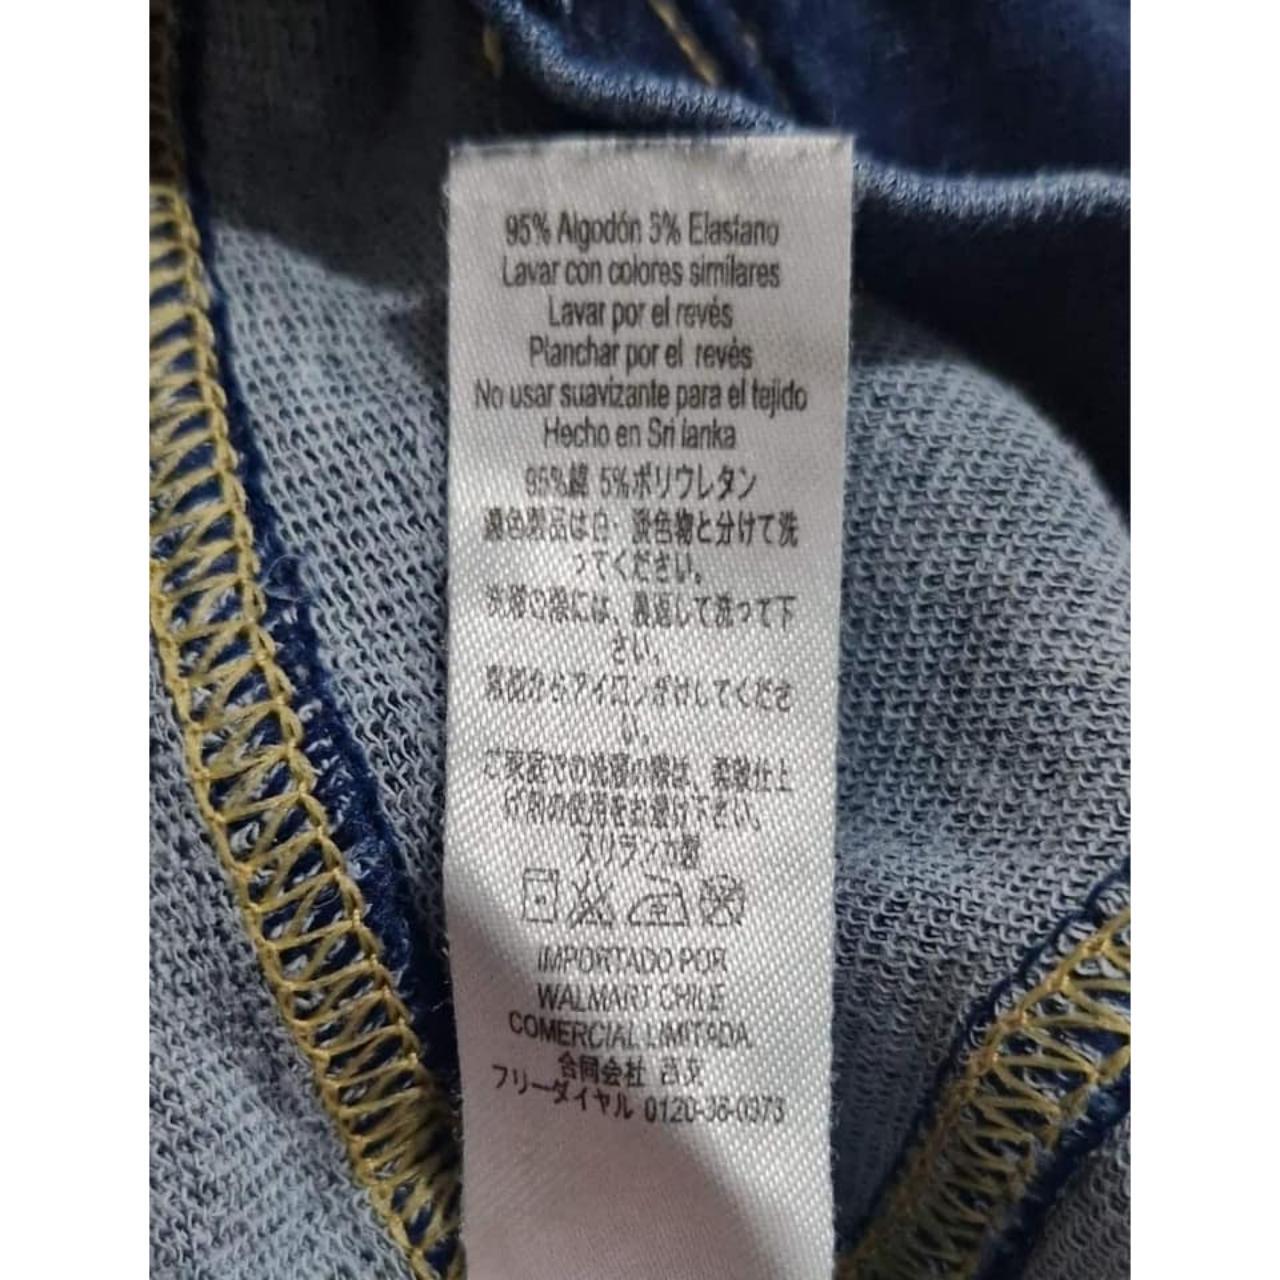 95% Algodón 5% Elastano
Lavar con colores similares
Lavar por el revés
Planchar por el revés
No usar suavizante para el tejido
Hecho en Sri lanka
95%綿 5%ポリウレタン
濃色製品は白・淡色物と分けて洗
ってください。
洗濯の際には、裏返して洗って下
さい。
裏側からアイロンがけしてくださ
い。
ご家庭での洗濯の際は、柔軟仕上
げ剤の使用をお避け下さい。
スリランカ製
IMPORTADO POR
WALMART CHILE
COMERCIAL LIMITADA.
合同会社 西友
フリーダイヤル 0120-36-0373